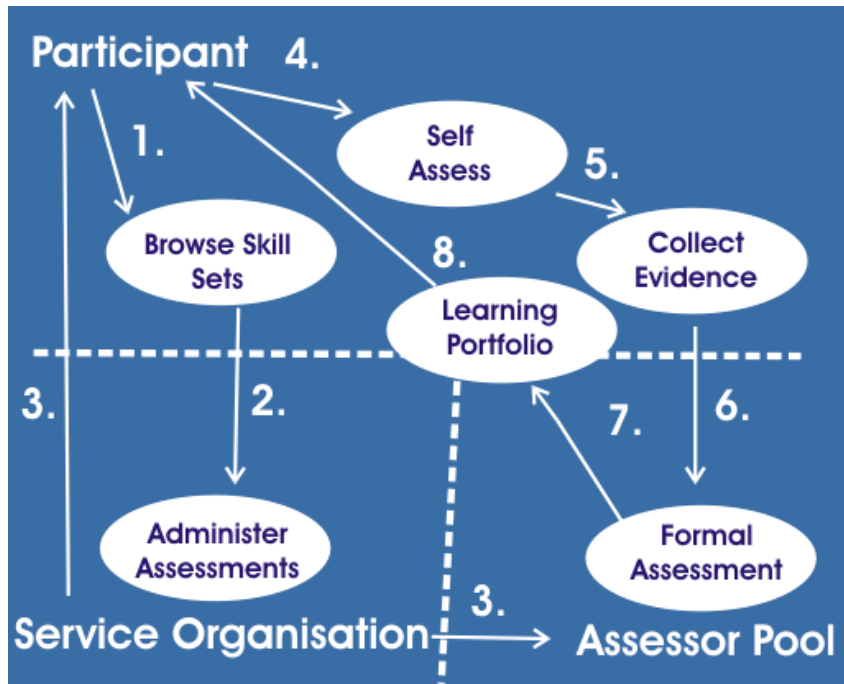 Participant
4.
1.
Self
Assess
5.
Browse Skill
Sets
8.
Collect
Evidence
Learning
Portfolio
3.
2.
7.
6.
Administer
Assessments
Formal
Assessment
3.
Service Organisation
Assessor Pool